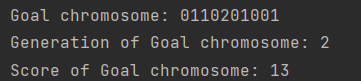 Goal chromosome: 0110201001
Generation of Goal chromosome: 2
Score of Goal chromosome: 13